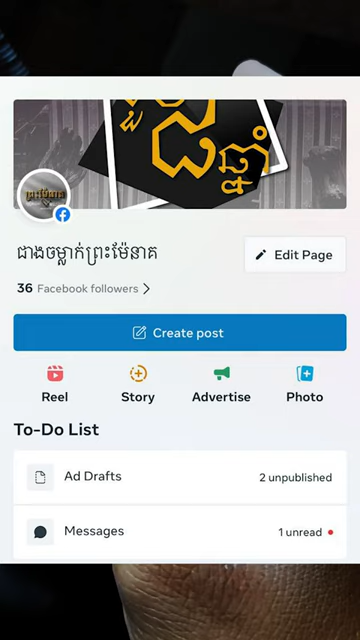 ជាងចម្លាក់ព្រះម៉ែនាគ
Edit Page
36 Facebook followers
Create post
Reel
Story
Advertise
Photo
To-Do List
Ad Drafts
2 unpublished
Messages
1 unread